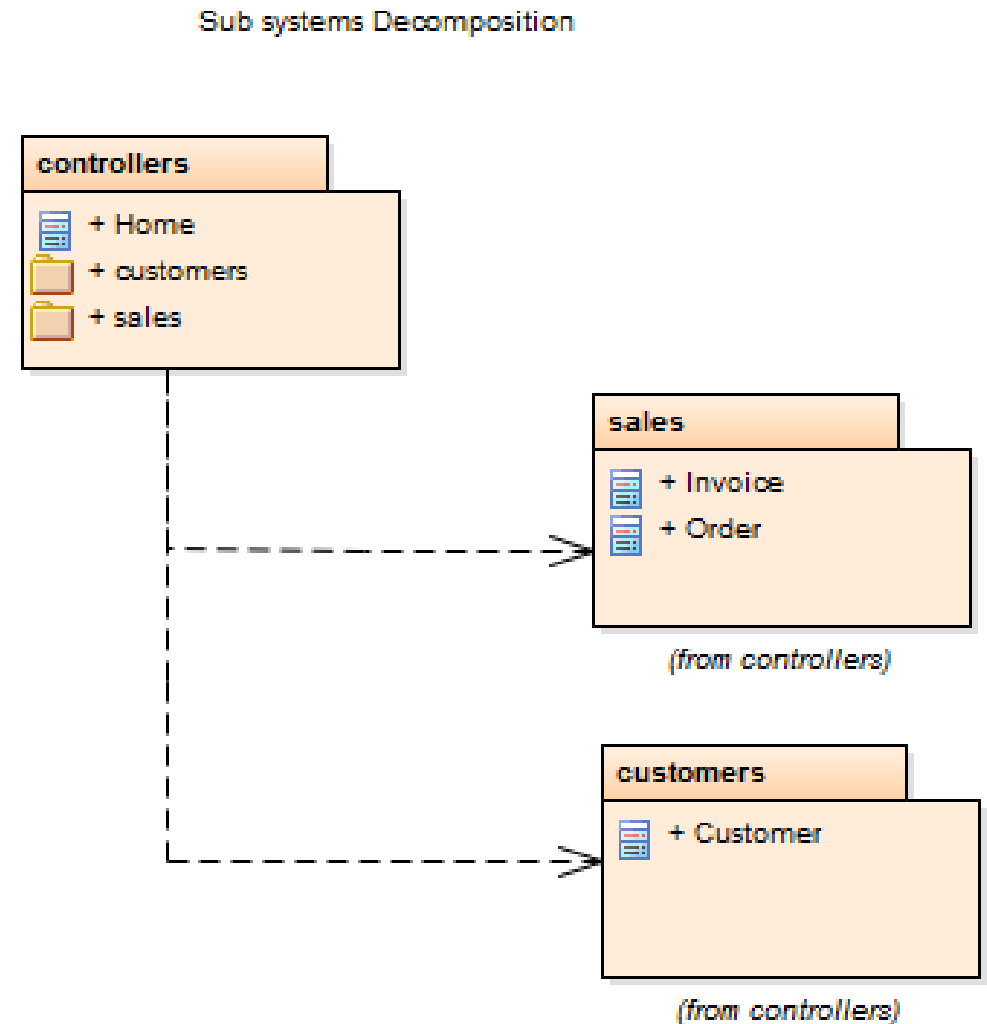 Sub systems Decomposition
controllers
+ Home
+ customers
+ sales
sales
+ Invoice
+ Order
(from controllers)
customers
+ Customer
(from controllers)